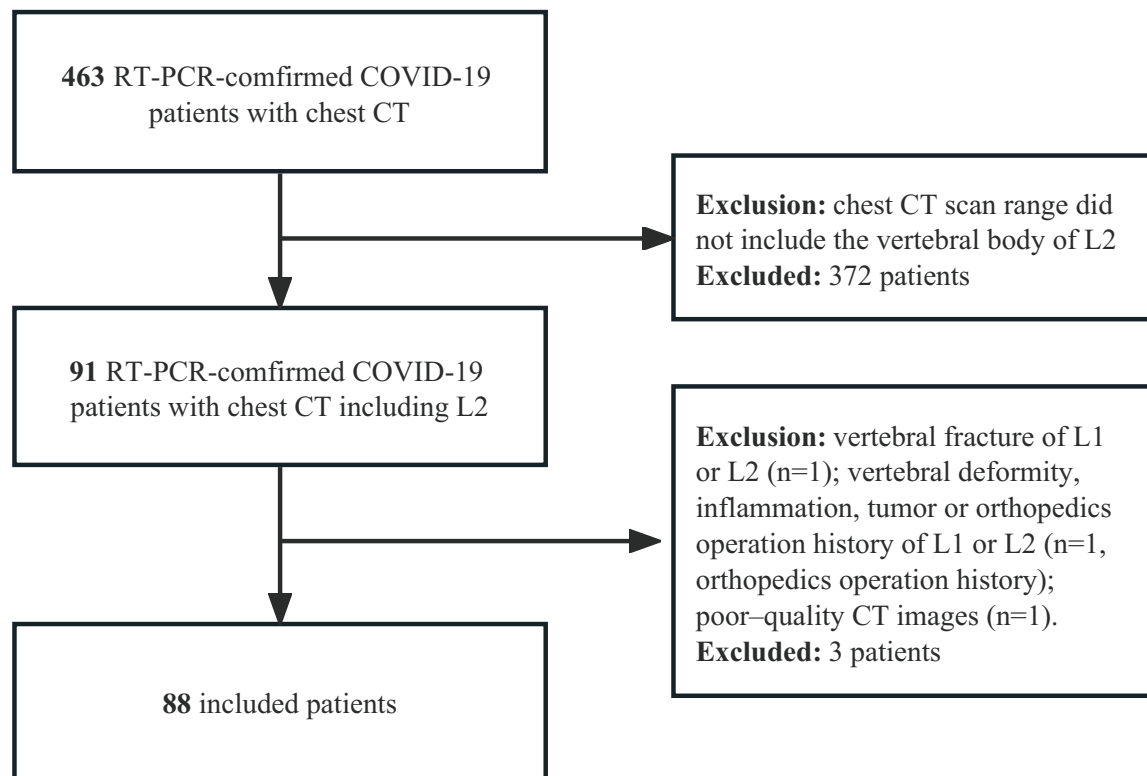 463 RT-PCR-comfirmed COVID-19
patients with chest CT
Exclusion: chest CT scan range did
not include the vertebral body of L2
Excluded: 372 patients
91 RT-PCR-comfirmed COVID-19
patients with chest CT including L2
Exclusion: vertebral fracture of L1
or L2 (n=1); vertebral deformity,
inflammation, tumor or orthopedics
operation history of L1 or L2 (n=1,
orthopedics operation history);
poor–quality CT images (n=1).
Excluded: 3 patients
88 included patients